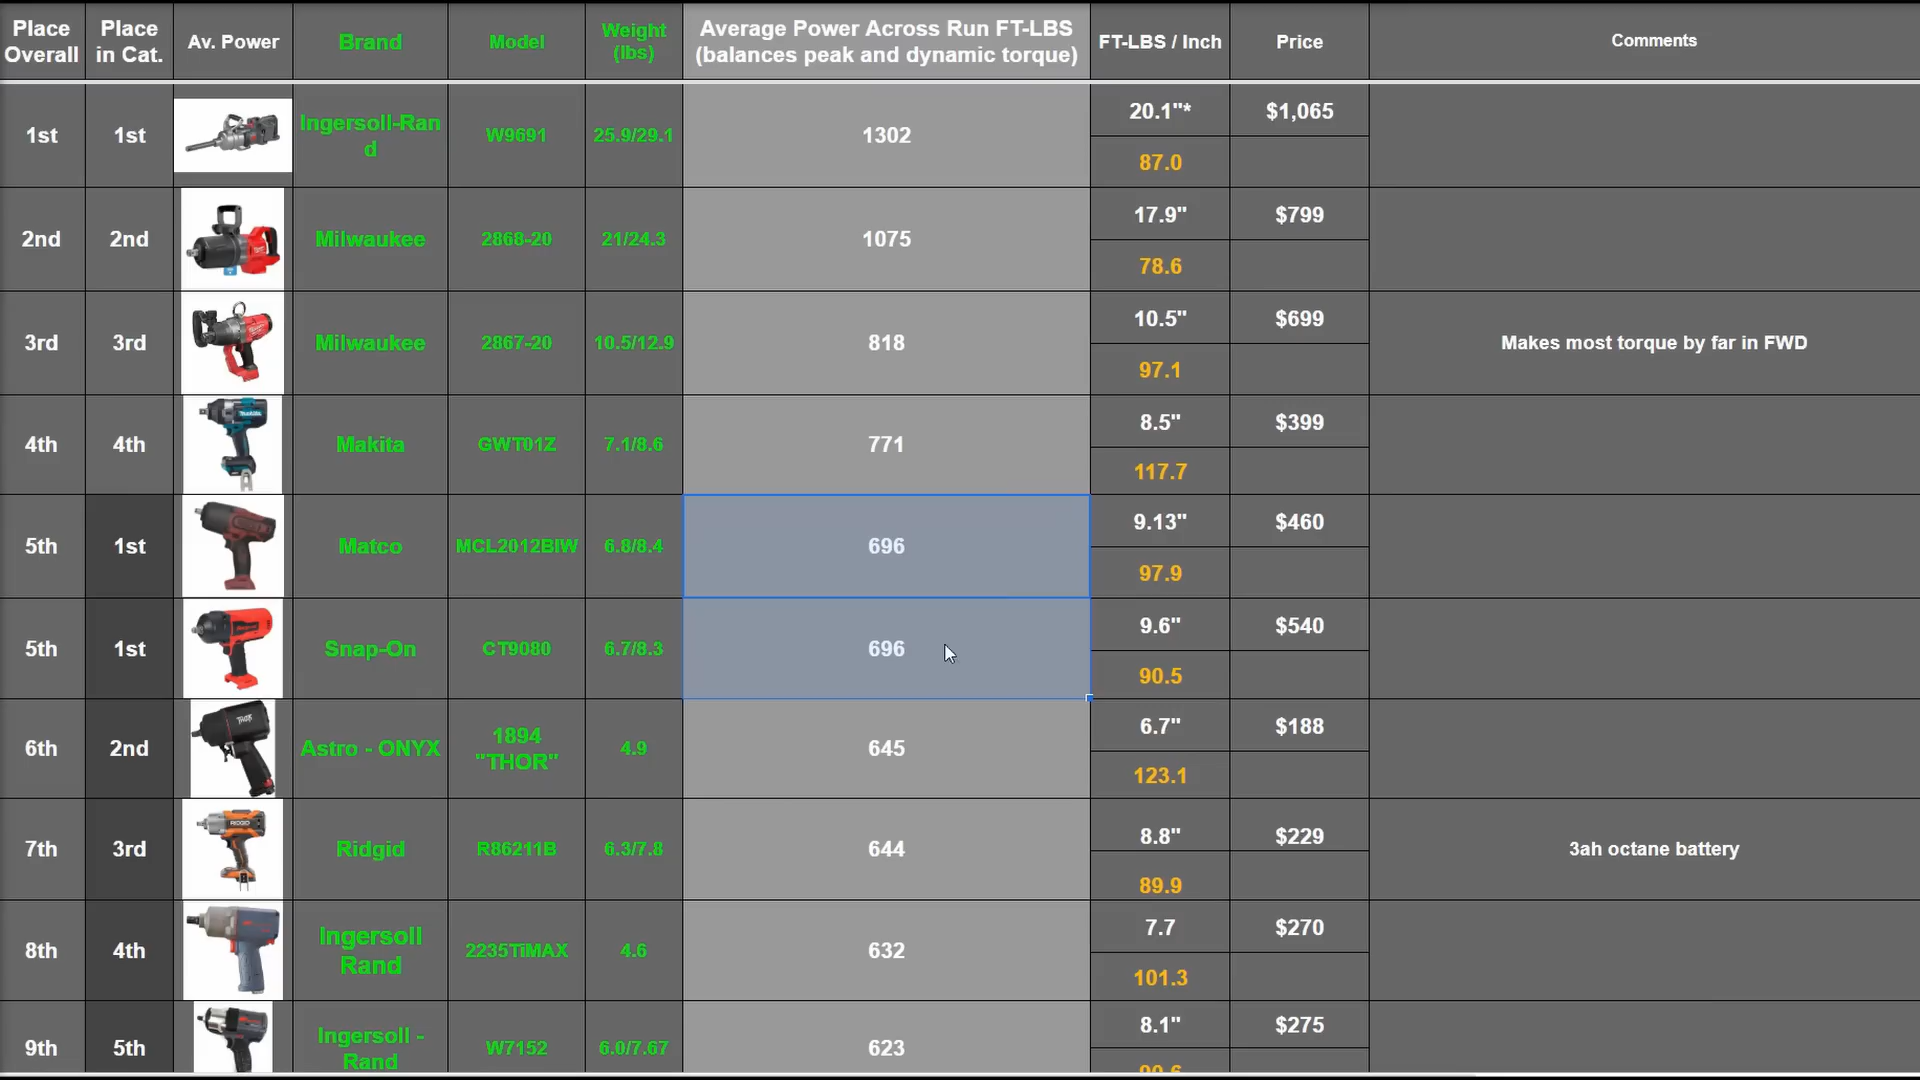 Place Overall
Place in Cat.
Av. Power
Brand
Model
Weight (lbs)
Average Power Across Run FT-LBS
(balances peak and dynamic torque)
FT-LBS / Inch
Price
Comments
1st
1st
Ingersoll-Ran
d
W9691
25.9/29.1
1302
20.1"*
$1,065
87.0
2nd
2nd
Milwaukee
2868-20
21/24.3
1075
17.9"
$799
78.6
3rd
3rd
Milwaukee
2867-20
10.5/12.9
818
10.5"
$699
97.1
Makes most torque by far in FWD
4th
4th
Makita
GWT01Z
7.1/8.6
771
8.5"
$399
117.7
5th
1st
Matco
MCL2012BIW
6.8/8.4
696
9.13"
$460
97.9
5th
1st
Snap-On
CT9080
6.7/8.3
696
9.6"
$540
90.5
6th
2nd
THOR
Astro - ONYX
1894
"THOR"
4.9
645
6.7"
$188
123.1
7th
3rd
RIDGID
Ridgid
R86211B
6.3/7.8
644
8.8"
$229
89.9
3ah octane battery
8th
4th
Ingersoll
Rand
2235TiMAX
4.6
632
7.7
$270
101.3
9th
5th
Ingersoll -
Rand
W7152
6.0/7.67
623
8.1"
$275